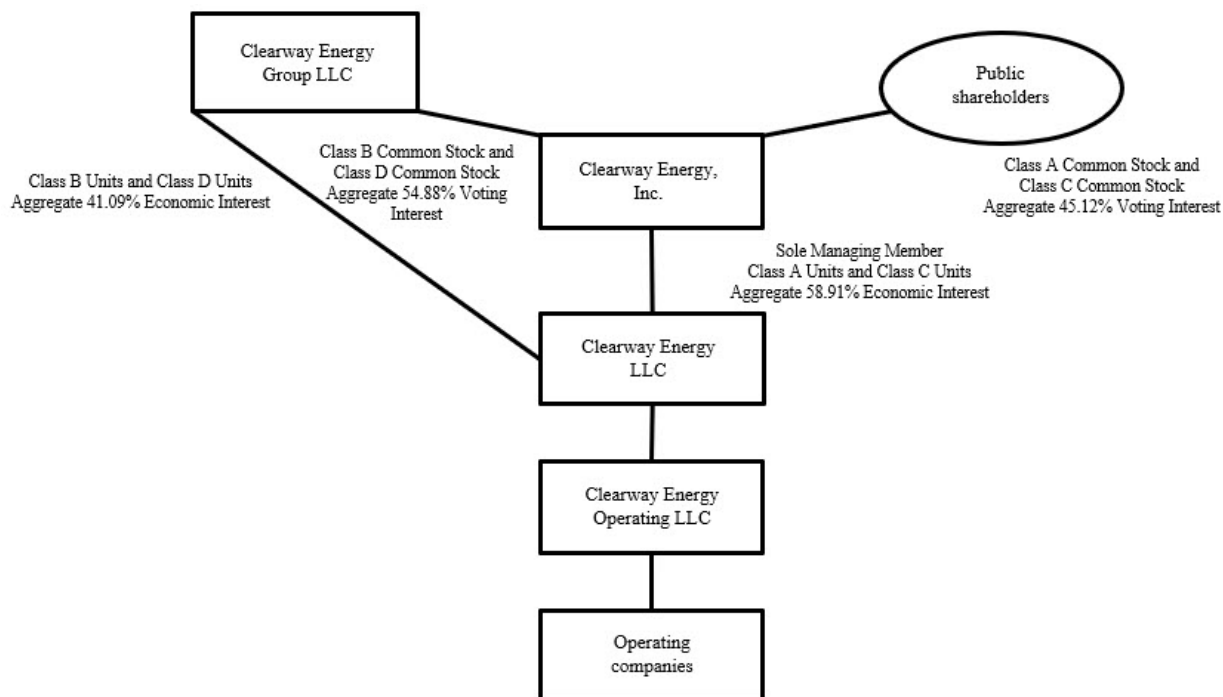 Clearway Energy
Group LLC
Public
shareholders
Class B Units and Class D Units
Aggregate 41.09% Economic Interest
Class B Common Stock and
Class D Common Stock
Aggregate 54.88% Voting
Interest
Clearway Energy,
Inc.
Class A Common Stock and
Class C Common Stock
Aggregate 45.12% Voting Interest
Sole Managing Member
Class A Units and Class C Units
Aggregate 58.91% Economic Interest
Clearway Energy
LLC
Clearway Energy
Operating LLC
Operating
companies